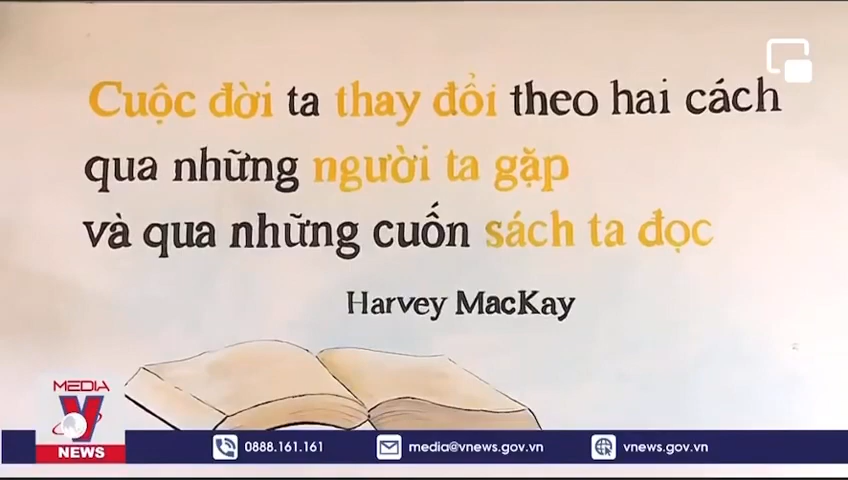 Cuộc đời ta thay đổi theo hai cách
qua những người ta gặp
và qua những cuốn sách ta đọc
Harvey MacKay
MEDIA
V
NEWS
0888.161.161
media@vnews.gov.vn
vnews.gov.vn